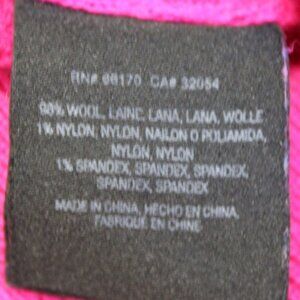 RN# 66170 CA# 32054
98% WOOL, LAINE, LANA, LANA, WOLLE
1% NYLON, NYLON, NAILON O POLIAMIDA,
NYLON, NYLON
1% SPANDEX, SPANDEX, SPANDEX,
SPANDEX, SPANDEX
MADE IN CHINA, HECHO EN CHINA,
FABRIQUE EN CHINE